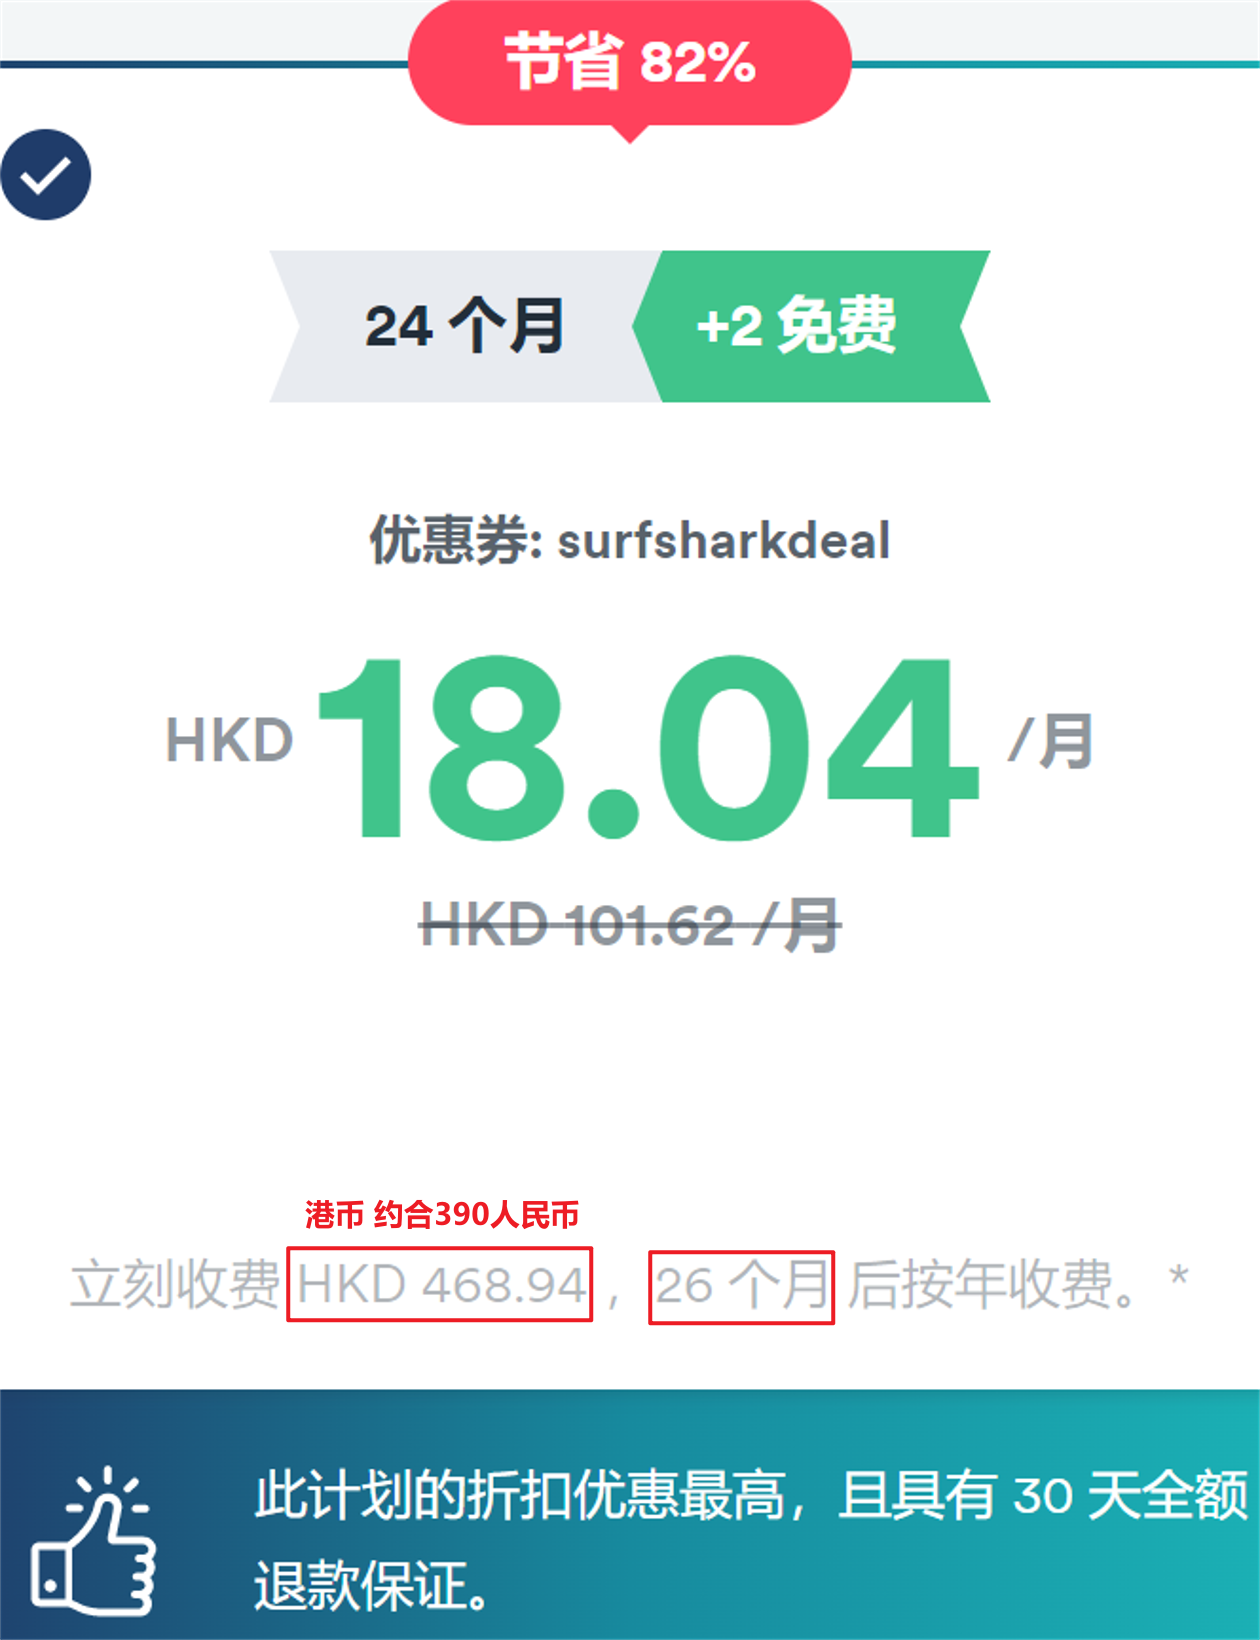 节省 82%
24 个月 +2 免费
优惠券: surfsharkdeal
HKD 18.04 /月
HKD 101.62 /月
港币 约合390人民币
立刻收费 HKD 468.94， 26 个月 后按年收费。*
此计划的折扣优惠最高，且具有 30 天全额
退款保证。